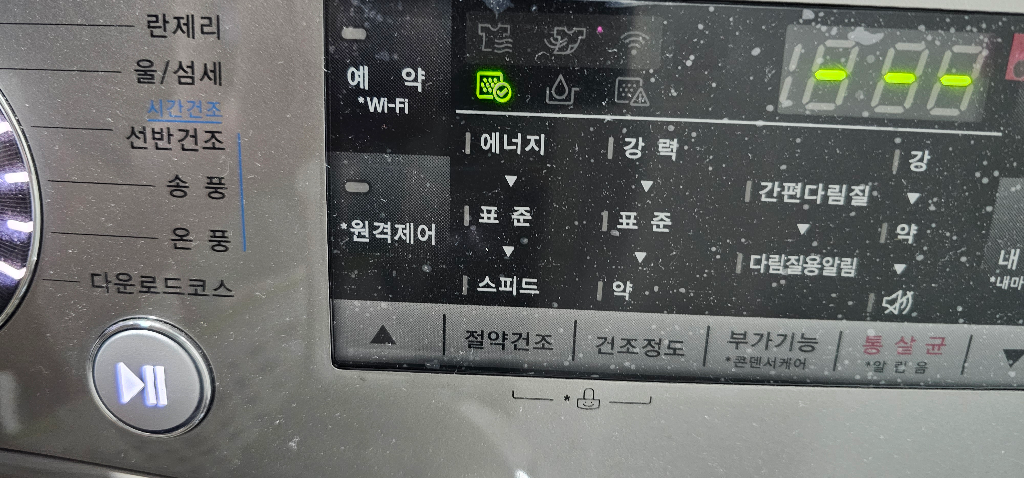 란제리
울/섬세
시간건조
선반건조
송 풍
온 풍
다운로드코스
예 약
*Wi-Fi
*원격제어
에너지
표 준
스피드
강 력
표 준
약
간편다림질
다림질용알림
강
약
내
*내마
절약건조
건조정도
부가기능
*콘덴서케어
통 살 균
*알 림 음